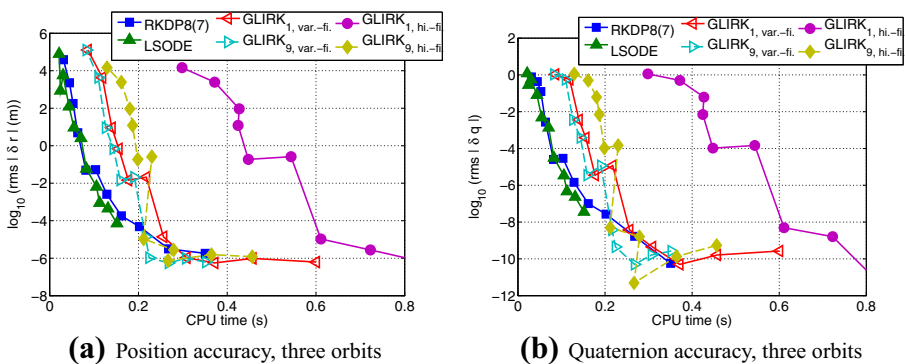 RKDP8(7)
LSODE
GLIRK1, var.−fi.
GLIRK9, var.−fi.
GLIRK1, hi.−fi.
GLIRK9, hi.−fi.
log10 (rms | δ r | (m))
6
4
2
0
−2
−4
−6
−8
0
0.2
0.4
0.6
0.8
CPU time (s)
(a) Position accuracy, three orbits
RKDP8(7)
LSODE
GLIRK1, var.−fi.
GLIRK9, var.−fi.
GLIRK1, hi.−fi.
GLIRK9, hi.−fi.
log10 (rms | δ q |)
2
0
−2
−4
−6
−8
−10
−12
0
0.2
0.4
0.6
0.8
CPU time (s)
(b) Quaternion accuracy, three orbits